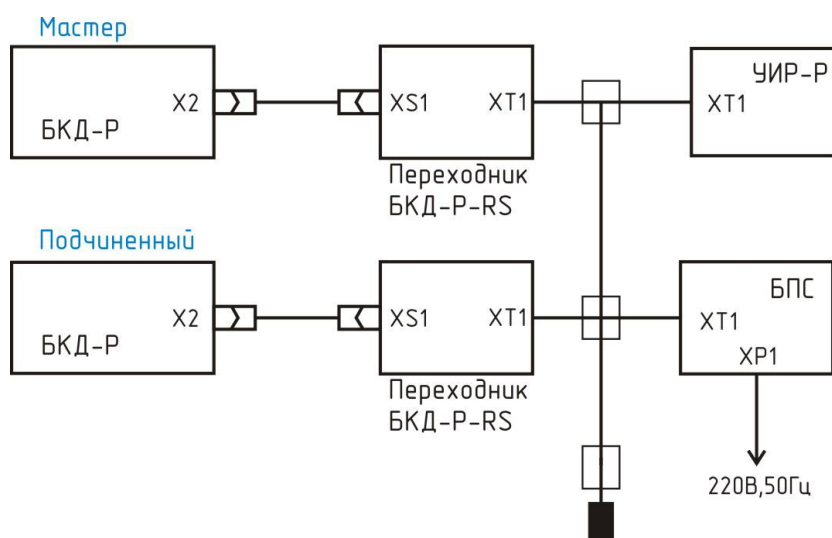 Мастер
БКД-Р
X2
XS1
XT1
Переходник
БКД-Р-RS
УИР-Р
XT1
Подчиненный
БКД-Р
X2
XS1
XT1
Переходник
БКД-Р-RS
БПС
XT1
XP1
220В,50Гц